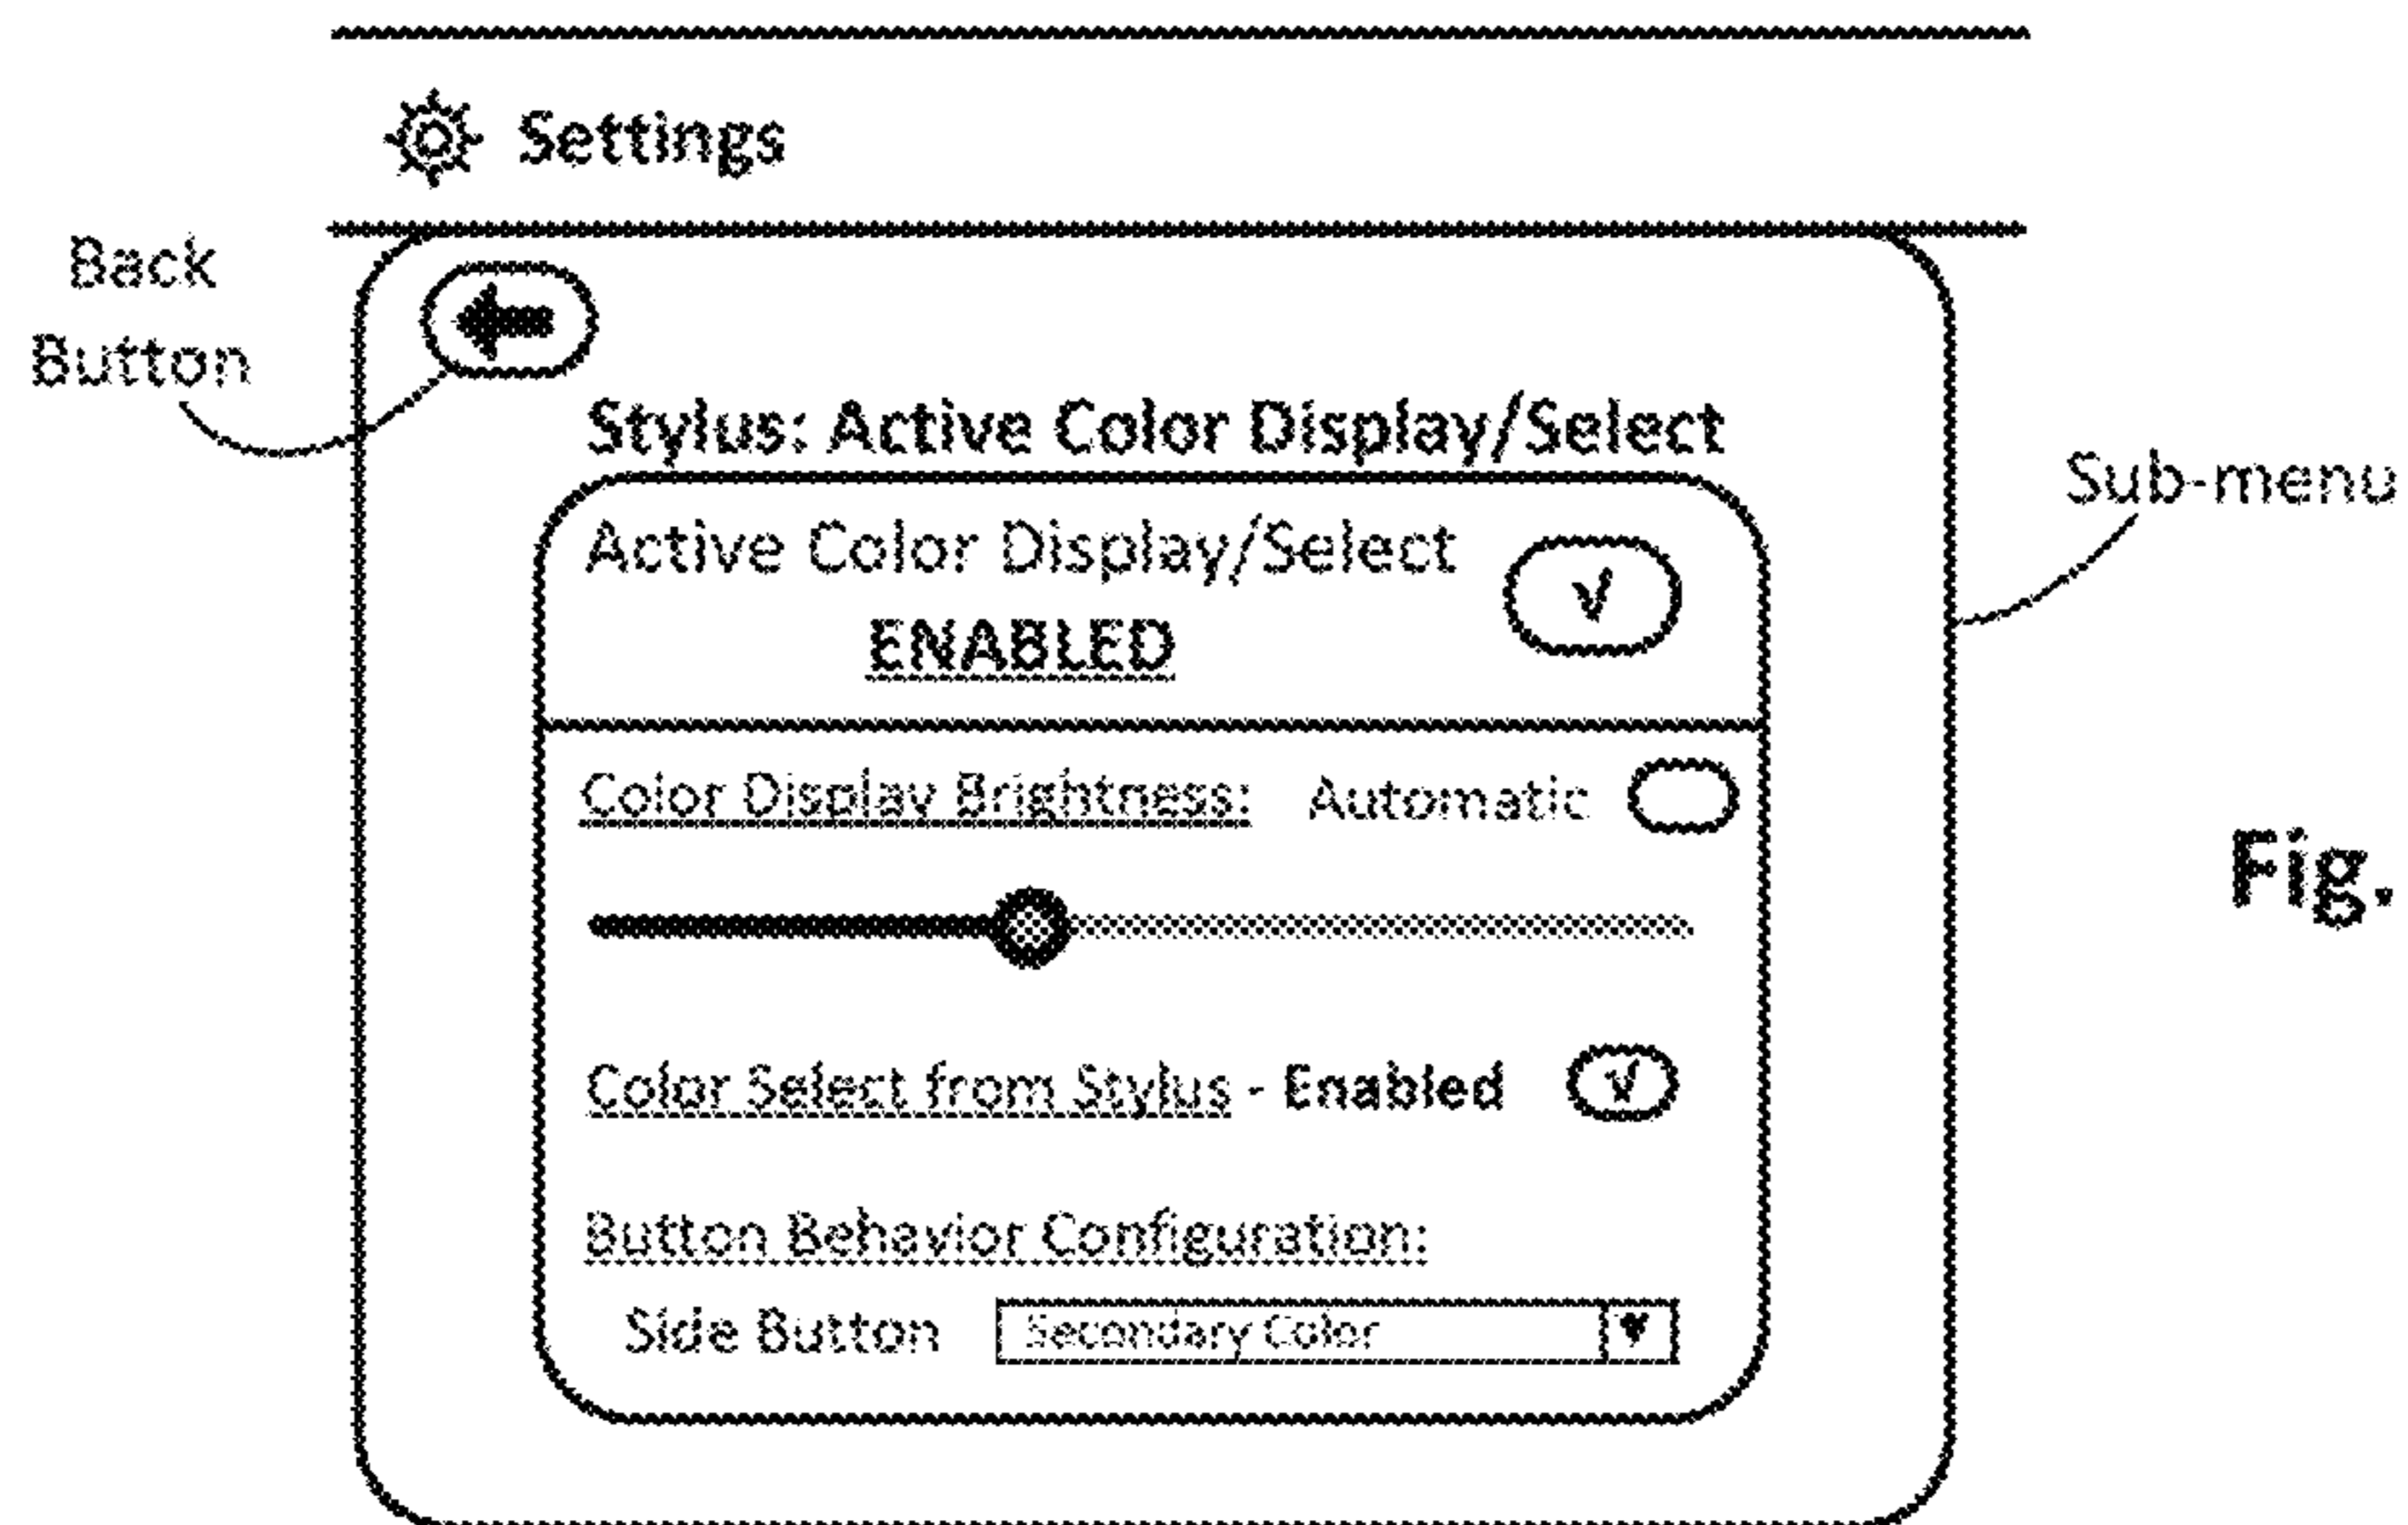 Settings
Back
Button
Stylus: Active Color Display/Select
Sub-menu
Active Color Display/Select
ENABLED
√
Color Display Brightness: Automatic
Fig.
Color Select from Stylus - Enabled √
Button Behavior Configuration:
Side Button Secondary Color